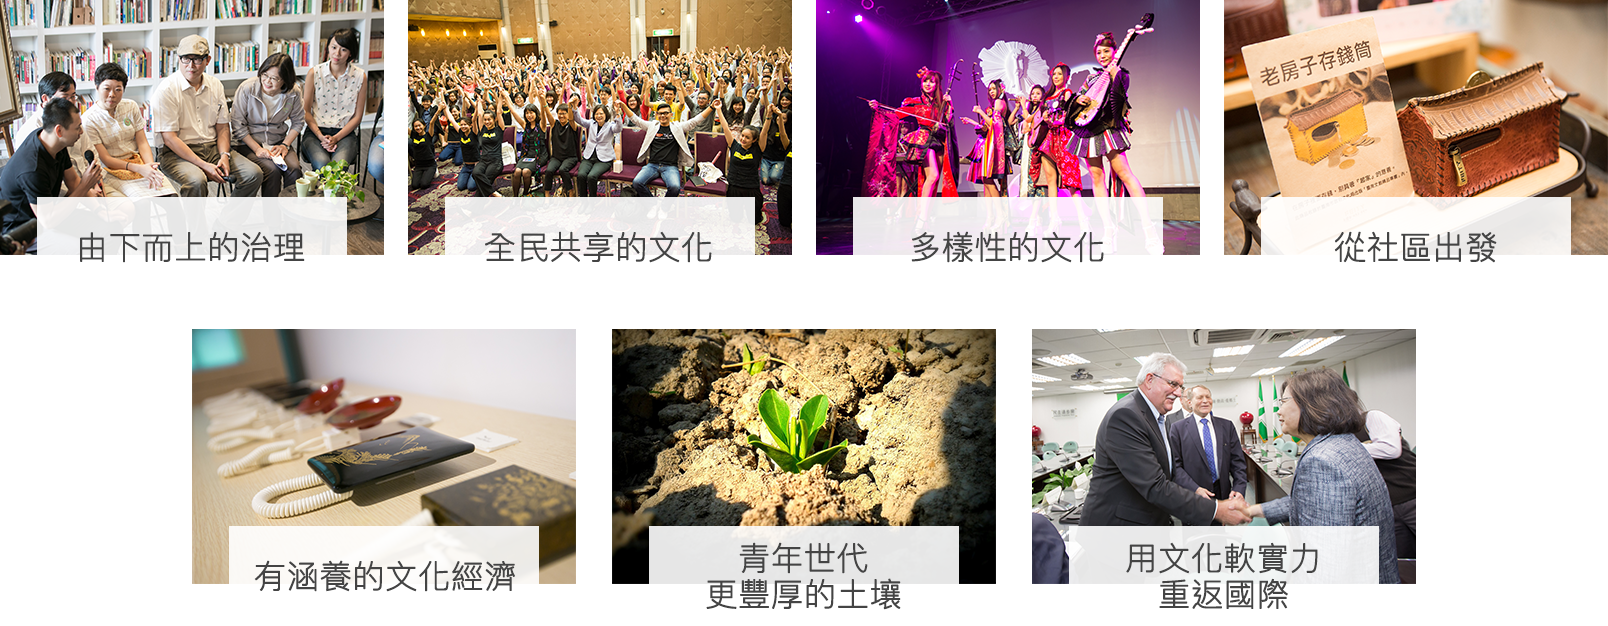 老房子存錢筒
由下而上的治理
全民共享的文化
多樣性的文化
從社區出發
有涵養的文化經濟
青年世代
更豐厚的土壤
用文化軟實力
重返國際